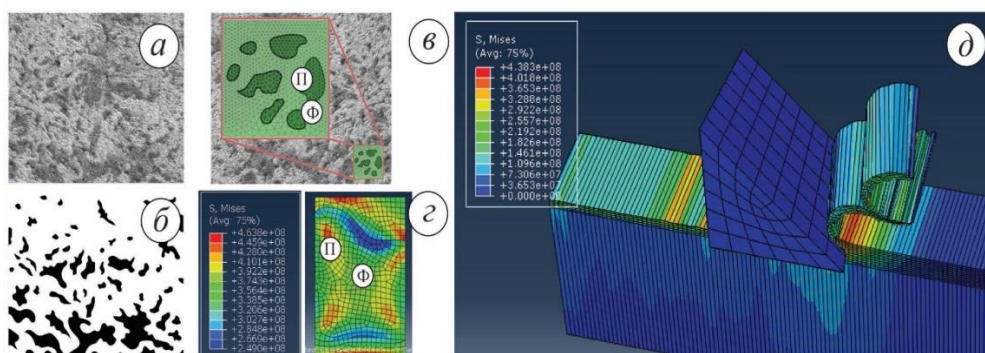 а
б
в
П
Ф
г
S, Mises
(Avg: 75%)
+4.638e+08
+4.459e+08
+4.280e+08
+4.101e+08
+3.922e+08
+3.743e+08
+3.564e+08
+3.385e+08
+3.206e+08
+3.027e+08
+2.848e+08
+2.669e+08
+2.490e+08
П
Ф
д
S, Mises
(Avg: 75%)
+4.383e+08
+4.018e+08
+3.653e+08
+3.288e+08
+2.922e+08
+2.557e+08
+2.192e+08
+1.826e+08
+1.461e+08
+1.096e+08
+7.306e+07
+3.653e+07
+0.000e+00